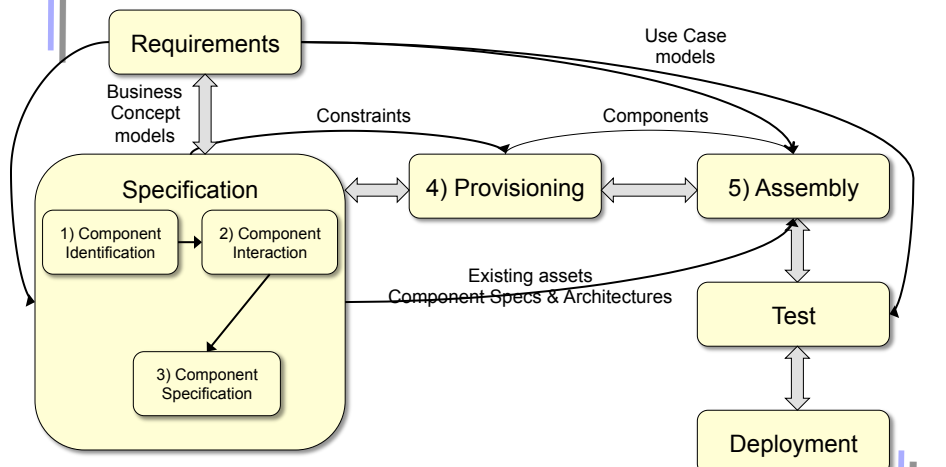 Requirements
Use Case
models
Business
Concept
models
Constraints
Components
Specification
4) Provisioning
5) Assembly
1) Component
Identification
2) Component
Interaction
Existing assets
Component Specs & Architectures
Test
3) Component
Specification
Deployment